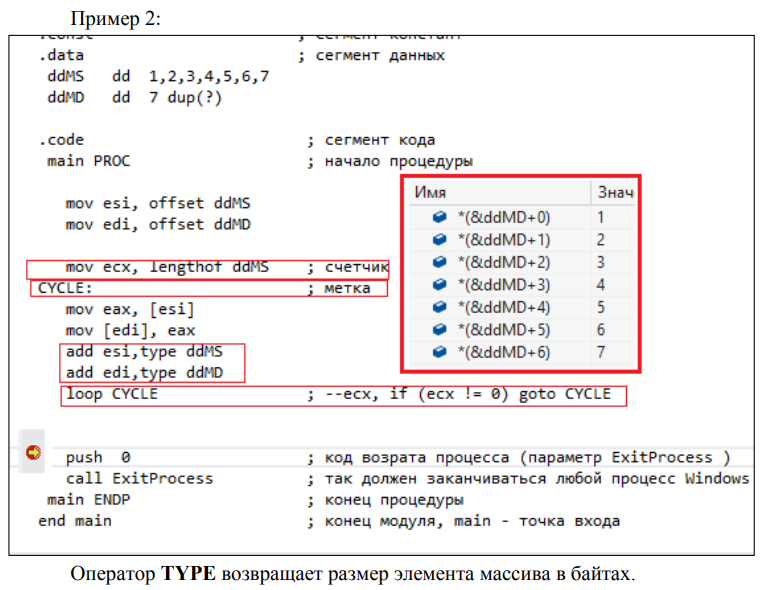 Пример 2:
.const ; сегмент констант
.data ; сегмент данных
ddMS dd 1,2,3,4,5,6,7
ddMD dd 7 dup(?)
.code ; сегмент кода
main PROC ; начало процедуры
mov esi, offset ddMS
mov edi, offset ddMD
mov ecx, lengthof ddMS ; счетчик
CYCLE: ; метка
mov eax, [esi]
mov [edi], eax
add esi,type ddMS
add edi,type ddMD
loop CYCLE ; --ecx, if (ecx != 0) goto CYCLE
Имя Знач
*(&ddMD+0) 1
*(&ddMD+1) 2
*(&ddMD+2) 3
*(&ddMD+3) 4
*(&ddMD+4) 5
*(&ddMD+5) 6
*(&ddMD+6) 7
push 0 ; код возрата процесса (параметр ExitProcess )
call ExitProcess ; так должен заканчиваться любой процесс Windows
main ENDP ; конец процедуры
end main ; конец модуля, main - точка входа
Оператор TYPE возвращает размер элемента массива в байтах.